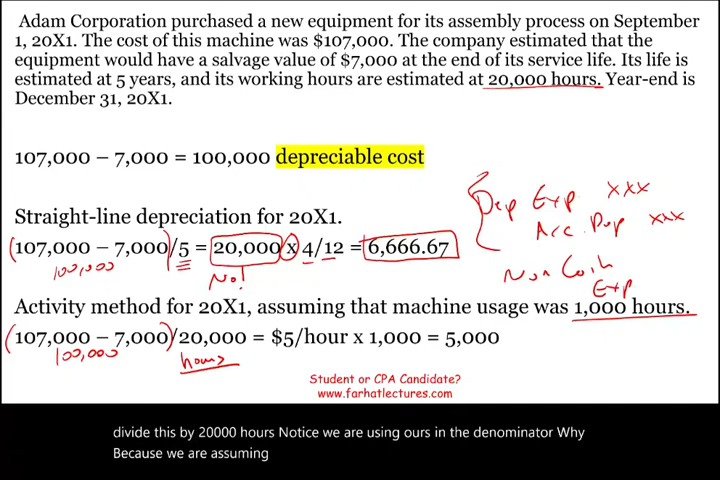 Adam Corporation purchased a new equipment for its assembly process on September
1, 20X1. The cost of this machine was $107,000. The company estimated that the
equipment would have a salvage value of $7,000 at the end of its service life. Its life is
estimated at 5 years, and its working hours are estimated at 20,000 hours. Year-end is
December 31, 20X1.
107,000 – 7,000 = 100,000 depreciable cost
Dep Exp xxx
Acc. Dep xxx
Straight-line depreciation for 20X1.
(107,000 – 7,000)/5 = 20,000 x 4/12 = 6,666.67
100,000
No!
Non Cash
Exp
Activity method for 20X1, assuming that machine usage was 1,000 hours.
(107,000 – 7,000)/20,000 = $5/hour x 1,000 = 5,000
100,000
hours
Student or CPA Candidate?
www.farhatlectures.com
divide this by 20000 hours Notice we are using ours in the denominator Why
Because we are assuming